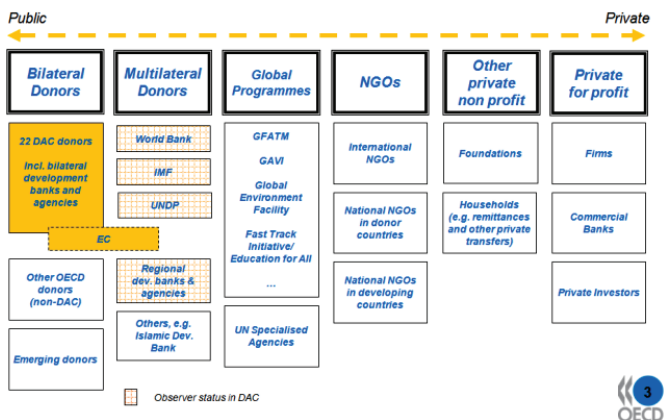 Public
Private
Bilateral
Donors
Multilateral
Donors
Global
Programmes
NGOs
Other
private
non profit
Private
for profit
22 DAC donors
Incl. bilateral
development
banks and
agencies
EC
Other OECD
donors
(non-DAC)
Emerging donors
World Bank
IMF
UNDP
Regional
dev. banks &
agencies
Others, e.g.
Islamic Dev.
Bank
GFATM
GAVI
Global
Environment
Facility
Fast Track
Initiative/
Education for All
...
UN Specialised
Agencies
International
NGOs
National NGOs
in donor
countries
National NGOs
in developing
countries
Foundations
Households
(e.g. remittances
and other private
transfers)
Firms
Commercial
Banks
Private Investors
Observer status in DAC
3
OECD